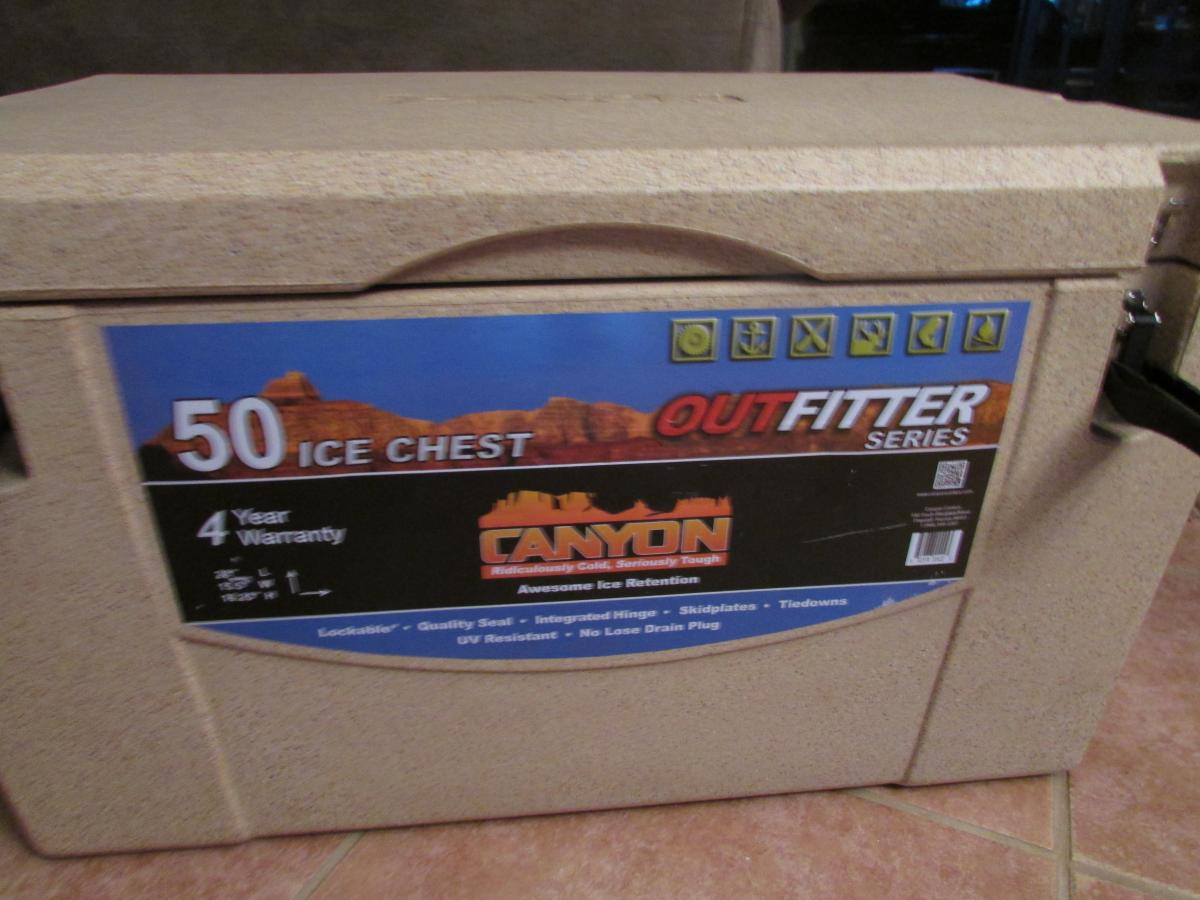 50 ICE CHEST
OUTFITTER
SERIES
4 Year
Warranty
CANYON
Ridiculously Cold, Seriously Tough
Awesome Ice Retention
Lockable • Quality Seal • Integrated Hinge • Skidplates • Tiedowns
UV Resistant • No Lose Drain Plug